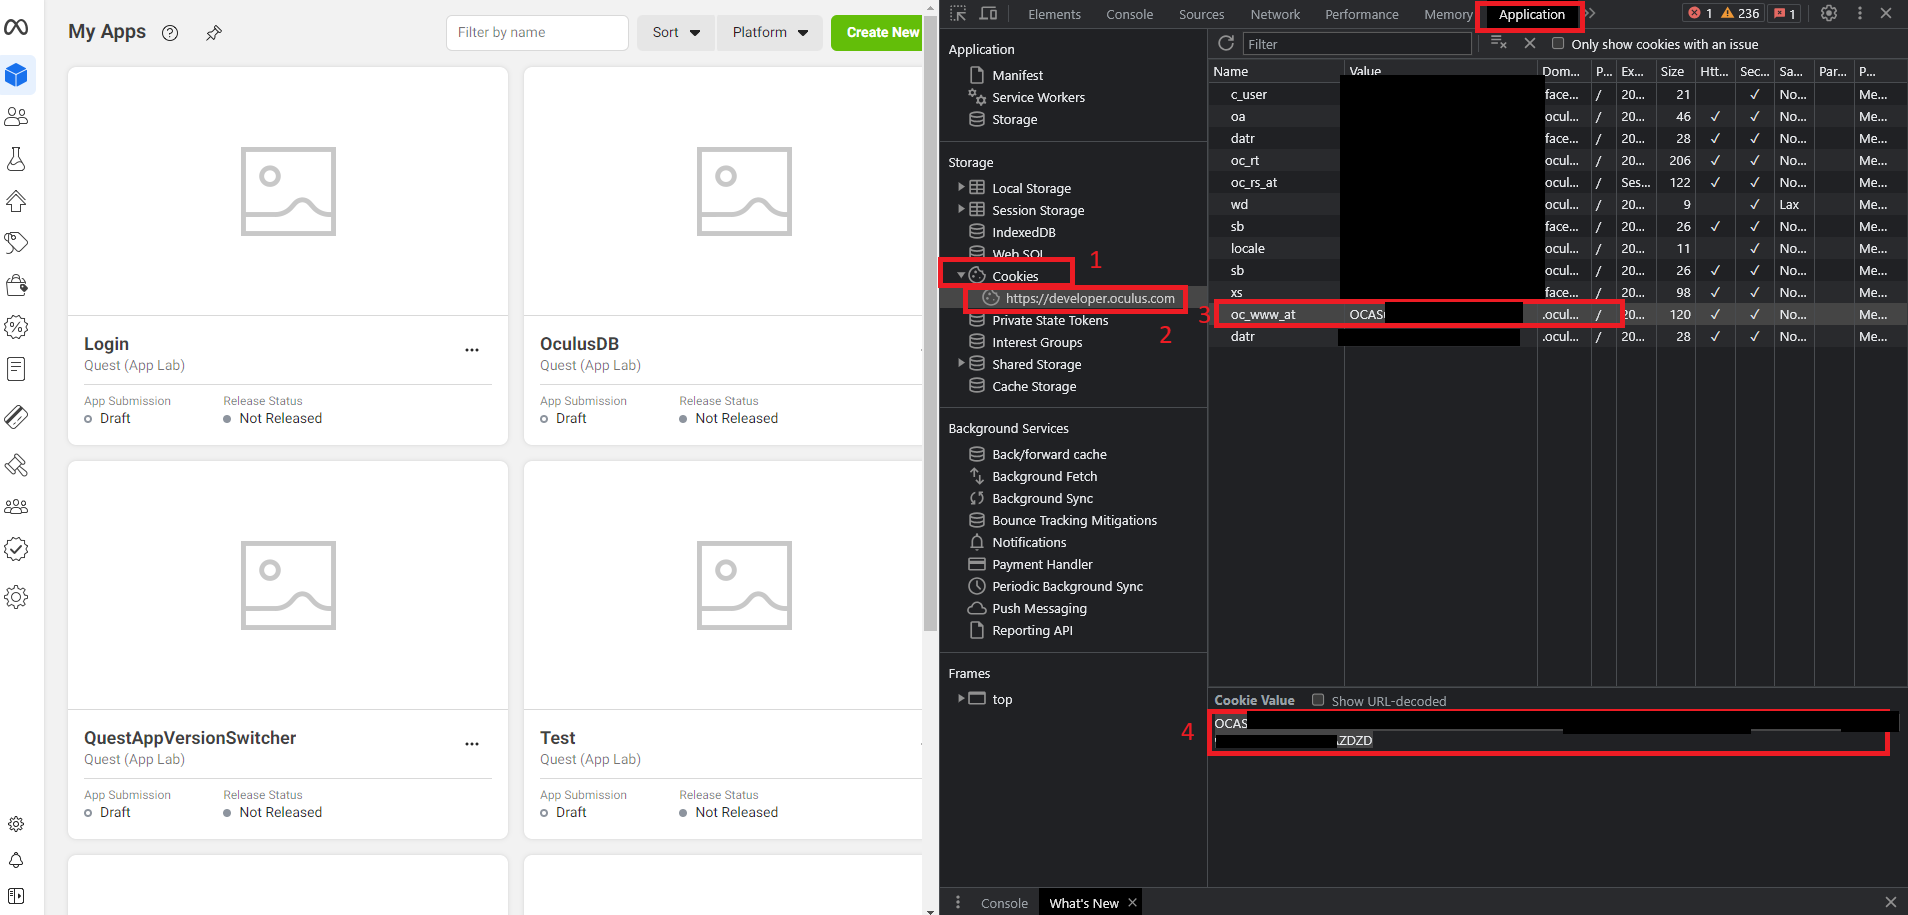 My Apps
Filter by name
Sort
Platform
Create New
Login
Quest (App Lab)
App Submission
Release Status
Draft
Not Released
OculusDB
Quest (App Lab)
App Submission
Release Status
Draft
Not Released
QuestAppVersionSwitcher
Quest (App Lab)
App Submission
Release Status
Draft
Not Released
Test
Quest (App Lab)
App Submission
Release Status
Draft
Not Released
Elements
Console
Sources
Network
Performance
Memory
Application
1
236
1
Application
Manifest
Service Workers
Storage
Storage
Local Storage
Session Storage
IndexedDB
Web SQL
Cookies
1
https://developer.oculus.com
2
Private State Tokens
Interest Groups
Shared Storage
Cache Storage
Background Services
Back/forward cache
Background Fetch
Background Sync
Bounce Tracking Mitigations
Notifications
Payment Handler
Periodic Background Sync
Push Messaging
Reporting API
Frames
top
Filter
Only show cookies with an issue
Name Value Dom... P... Ex... Size Htt... Sec... Sa... Par... P...
c_user face... / 20... 21 ✓ No... Me...
oa ocul... / 20... 46 ✓ ✓ No... Me...
datr face... / 20... 28 ✓ ✓ No... Me...
oc_rt ocul... / 20... 206 ✓ ✓ No... Me...
oc_rs_at ocul... / Ses... 122 ✓ ✓ No... Me...
wd ocul... / 20... 9 ✓ Lax Me...
sb face... / 20... 26 ✓ ✓ No... Me...
locale ocul... / 20... 11 ✓ No... Me...
sb ocul... / 20... 26 ✓ ✓ No... Me...
xs face... / 20... 98 ✓ ✓ No... Me...
3
oc_www_at OCAS .ocul... / 20... 120 ✓ ✓ No... Me...
datr .ocul... / 20... 28 ✓ ✓ No... Me...
Cookie Value
Show URL-decoded
4
OCAS
ZDZD
Console
What's New